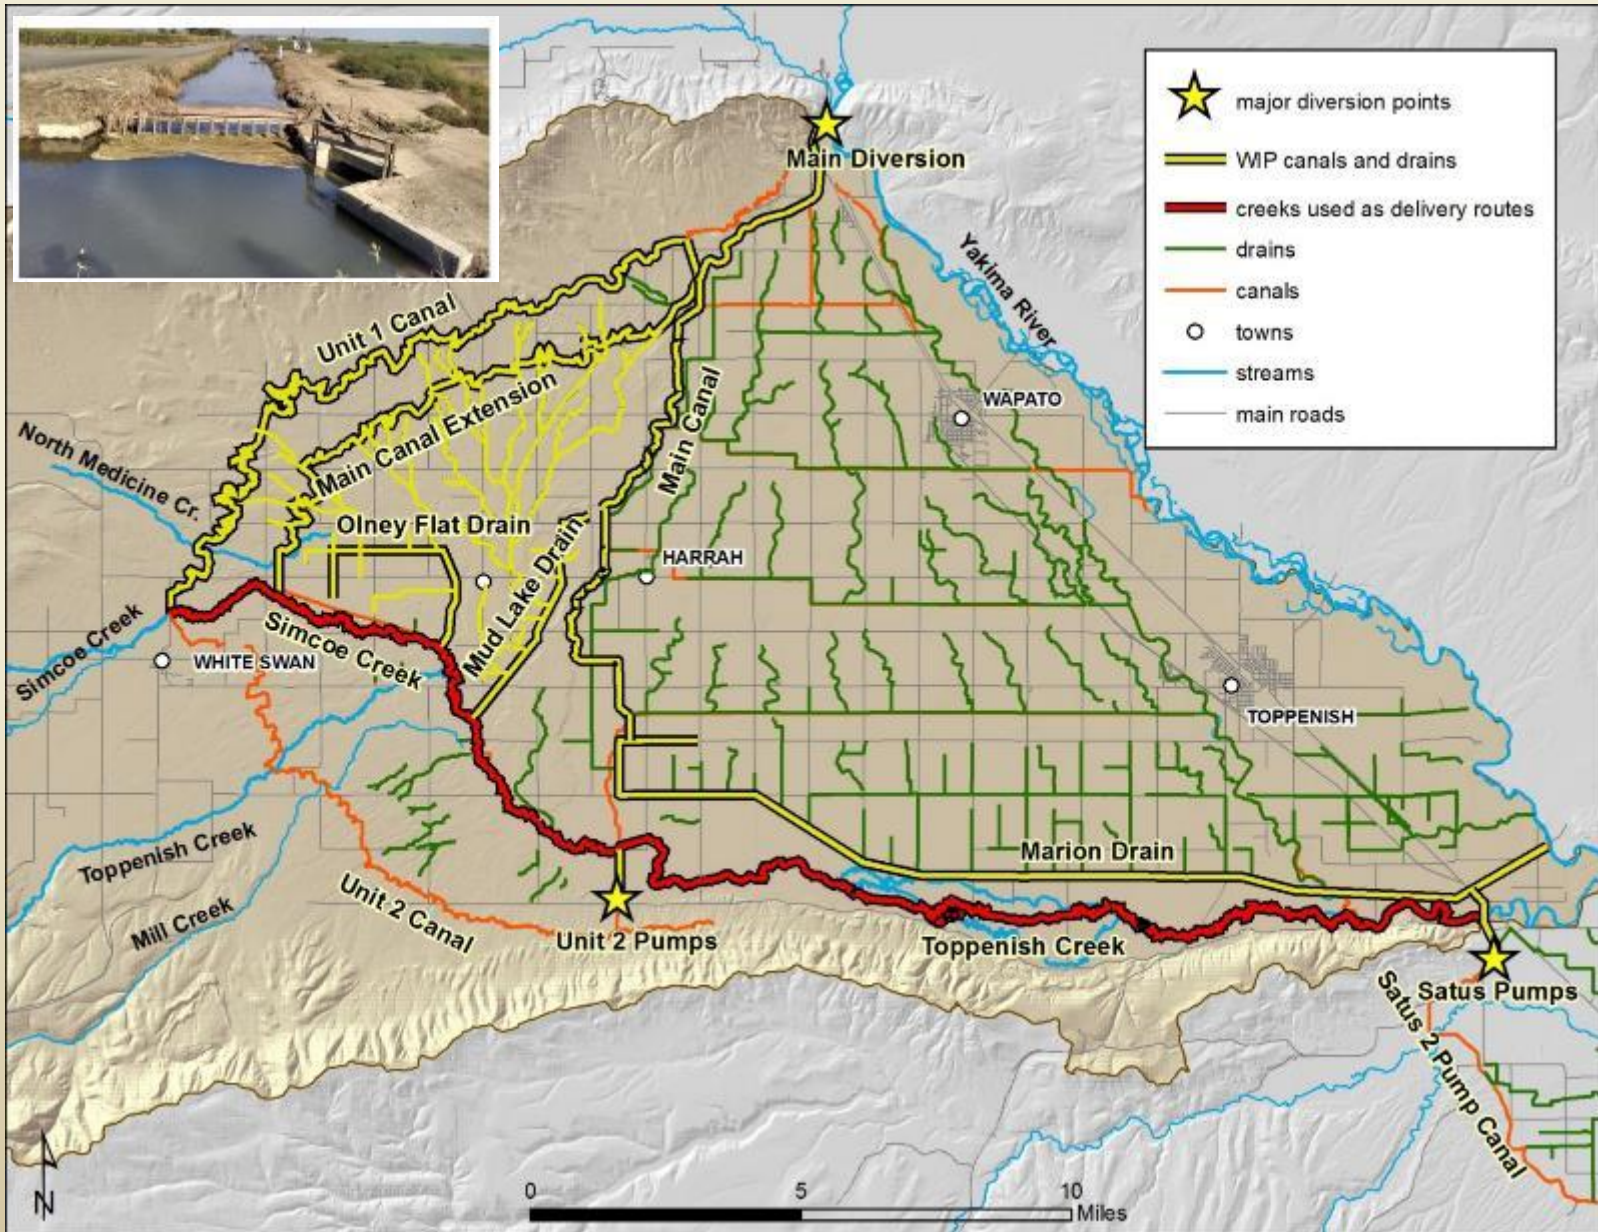 major diversion points
WIP canals and drains
creeks used as delivery routes
drains
canals
towns
streams
main roads
Main Diversion
Yakima River
Unit 1 Canal
Main Canal Extension
Main Canal
WAPATO
North Medicine Cr.
Olney Flat Drain
Mud Lake Drain
HARRAH
Simcoe Creek
Simcoe Creek
WHITE SWAN
TOPPENISH
Toppenish Creek
Mill Creek
Unit 2 Canal
Unit 2 Pumps
Marion Drain
Toppenish Creek
Satus Pumps
Satus 2 Pump Canal
N
0 5 10
Miles